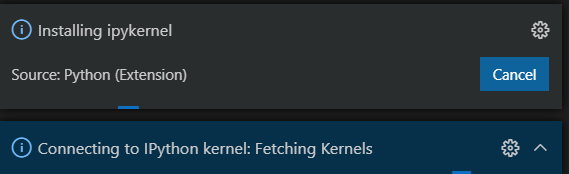 Installing ipykernel
Source: Python (Extension)
Cancel
Connecting to IPython kernel: Fetching Kernels